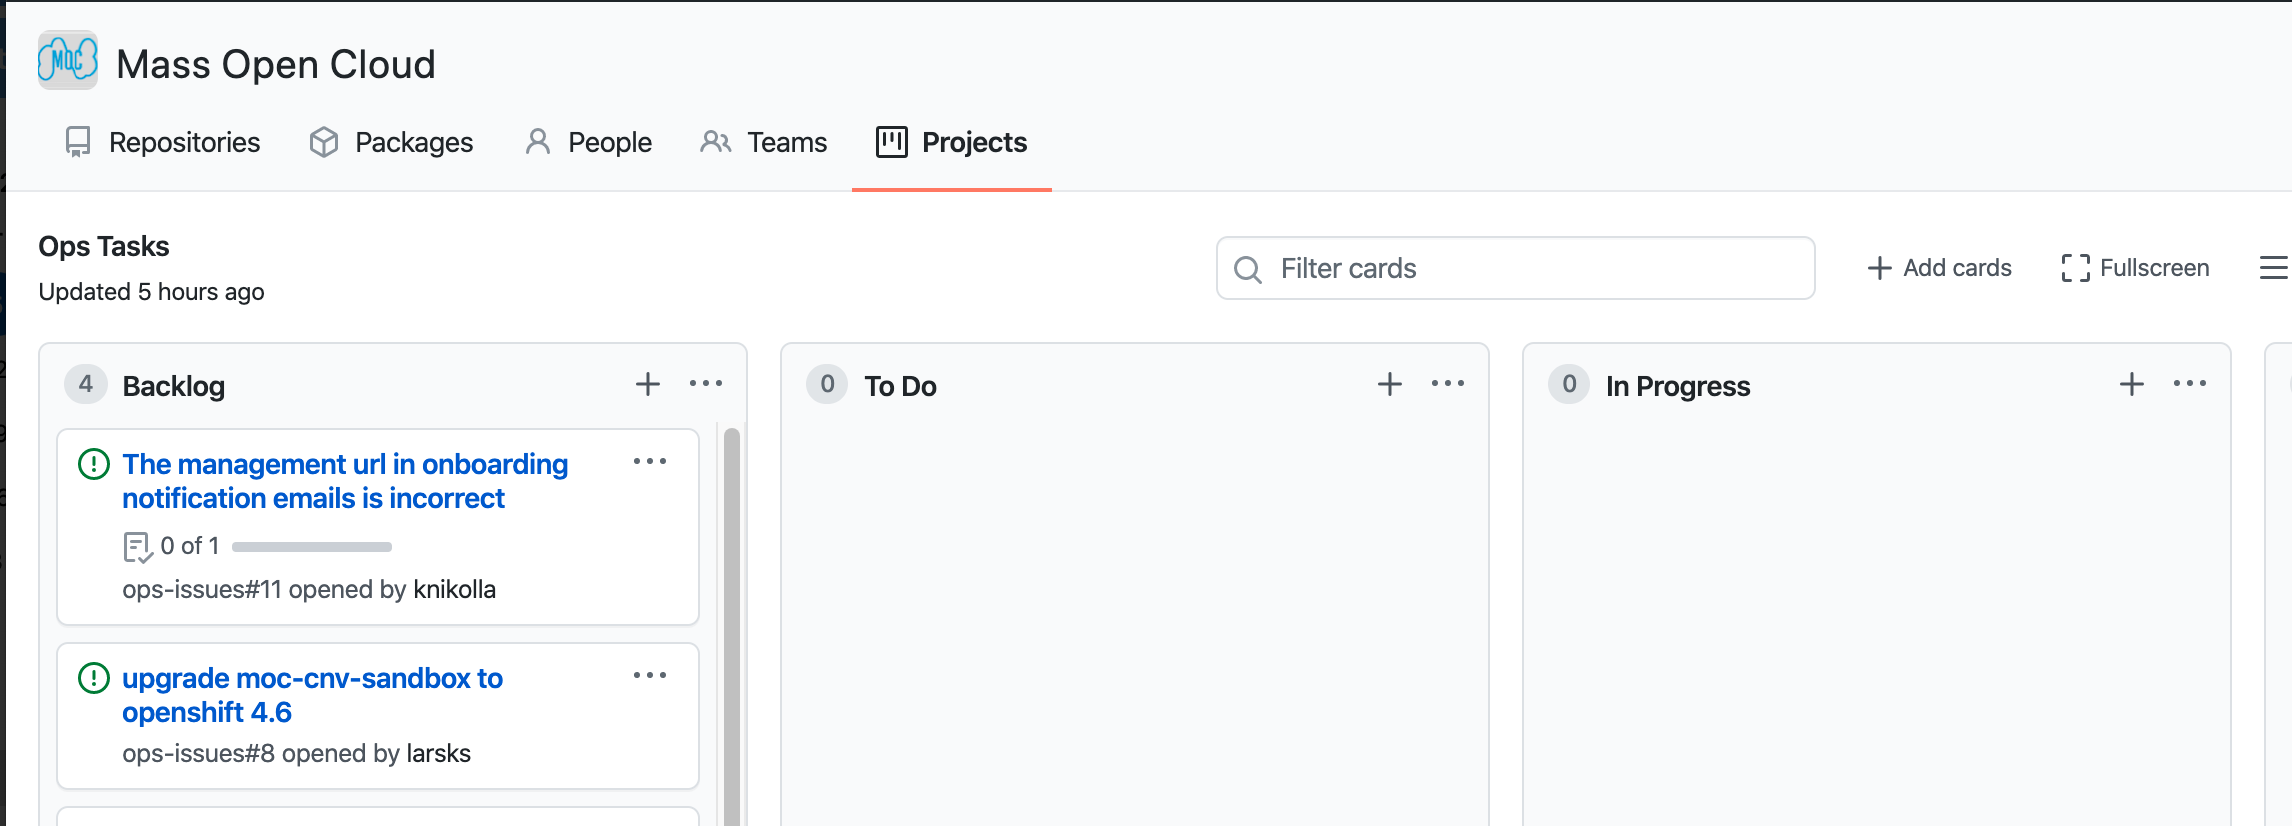 MOC
Mass Open Cloud
Repositories
Packages
People
Teams
Projects
Ops Tasks
Updated 5 hours ago
Filter cards
Add cards
Fullscreen
4
Backlog
The management url in onboarding
notification emails is incorrect
0 of 1
ops-issues#11 opened by knikolla
upgrade moc-cnv-sandbox to
openshift 4.6
ops-issues#8 opened by larsks
0
To Do
0
In Progress